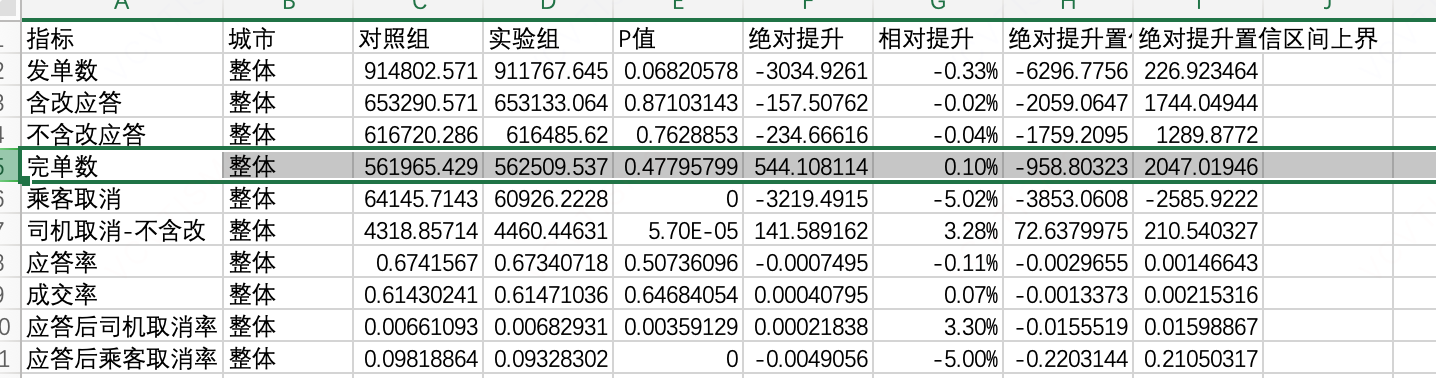 A B C D E F G H I J
1 指标 城市 对照组 实验组 P值 绝对提升 相对提升 绝对提升置信 绝对提升置信区间上界
2 发单数 整体 914802.571 911767.645 0.06820578 -3034.9261 -0.33% -6296.7756 226.923464
3 含改应答 整体 653290.571 653133.064 0.87103143 -157.50762 -0.02% -2059.0647 1744.04944
4 不含改应答 整体 616720.286 616485.62 0.7628853 -234.66616 -0.04% -1759.2095 1289.8772
5 完单数 整体 561965.429 562509.537 0.47795799 544.108114 0.10% -958.80323 2047.01946
6 乘客取消 整体 64145.7143 60926.2228 0 -3219.4915 -5.02% -3853.0608 -2585.9222
7 司机取消-不含改 整体 4318.85714 4460.44631 5.70E-05 141.589162 3.28% 72.6379975 210.540327
8 应答率 整体 0.6741567 0.67340718 0.50736096 -0.0007495 -0.11% -0.0029655 0.00146643
9 成交率 整体 0.61430241 0.61471036 0.64684054 0.00040795 0.07% -0.0013373 0.00215316
0 应答后司机取消率 整体 0.00661093 0.00682931 0.00359129 0.00021838 3.30% -0.0155519 0.01598867
1 应答后乘客取消率 整体 0.09818864 0.09328302 0 -0.0049056 -5.00% -0.2203144 0.21050317